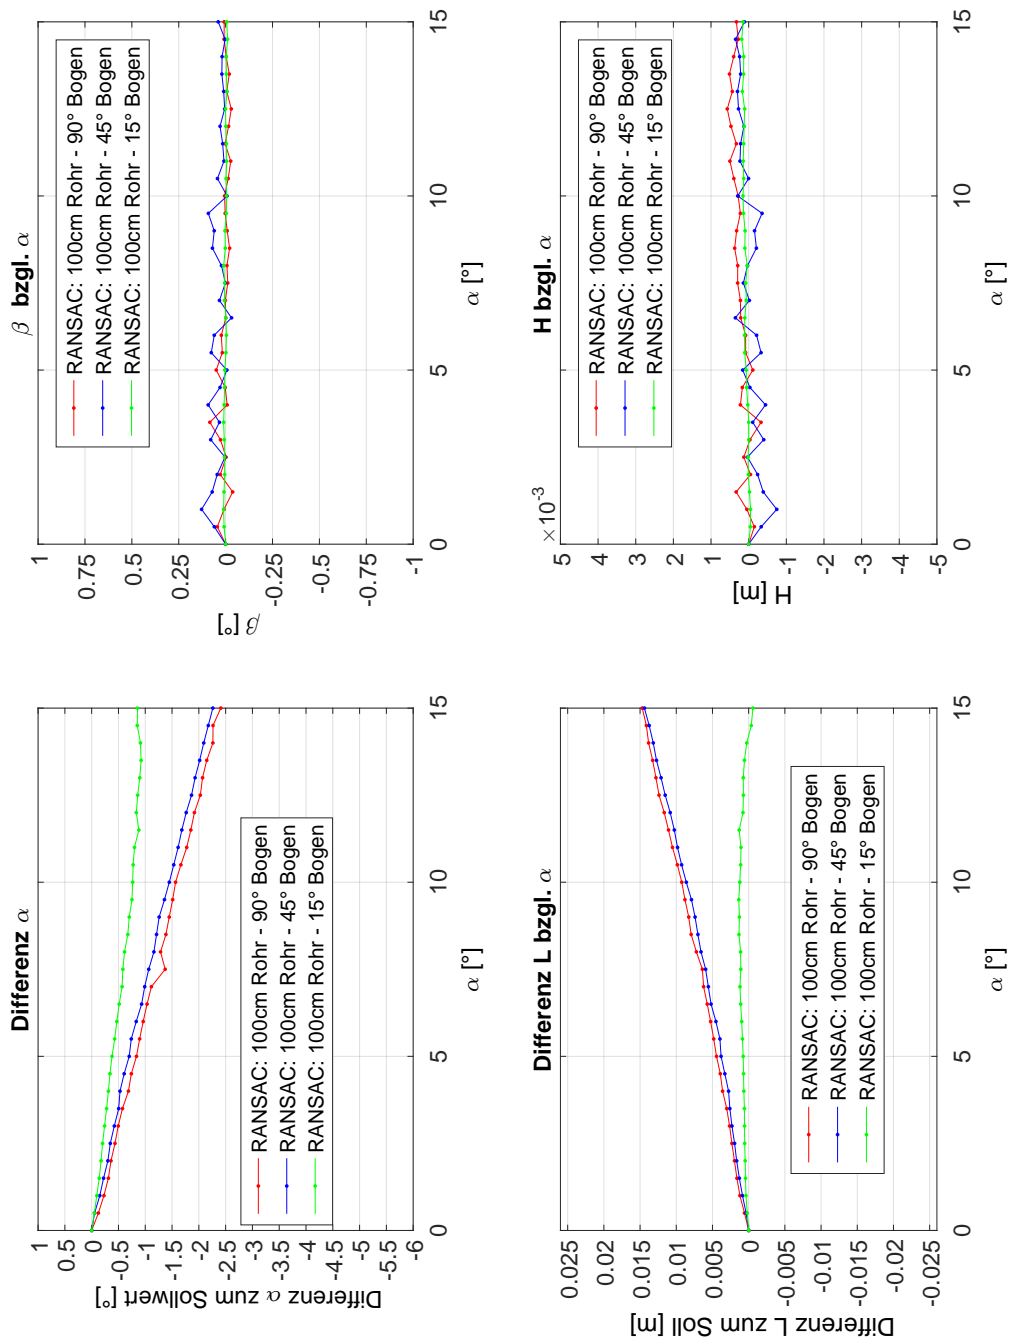 Differenz α
Differenz α zum Sollwert [°]
1
0.5
0
-0.5
-1
-1.5
-2
-2.5
-3
-3.5
-4
-4.5
-5
-5.5
-6
0
5
10
15
α [°]
RANSAC: 100cm Rohr - 90° Bogen
RANSAC: 100cm Rohr - 45° Bogen
RANSAC: 100cm Rohr - 15° Bogen
β bzgl. α
β [°]
1
0.75
0.5
0.25
0
-0.25
-0.5
-0.75
-1
0
5
10
15
α [°]
RANSAC: 100cm Rohr - 90° Bogen
RANSAC: 100cm Rohr - 45° Bogen
RANSAC: 100cm Rohr - 15° Bogen
Differenz L bzgl. α
Differenz L zum Soll [m]
0.025
0.02
0.015
0.01
0.005
0
-0.005
-0.01
-0.015
-0.02
-0.025
0
5
10
15
α [°]
RANSAC: 100cm Rohr - 90° Bogen
RANSAC: 100cm Rohr - 45° Bogen
RANSAC: 100cm Rohr - 15° Bogen
H bzgl. α
×10⁻³
H [m]
5
4
3
2
1
0
-1
-2
-3
-4
-5
0
5
10
15
α [°]
RANSAC: 100cm Rohr - 90° Bogen
RANSAC: 100cm Rohr - 45° Bogen
RANSAC: 100cm Rohr - 15° Bogen